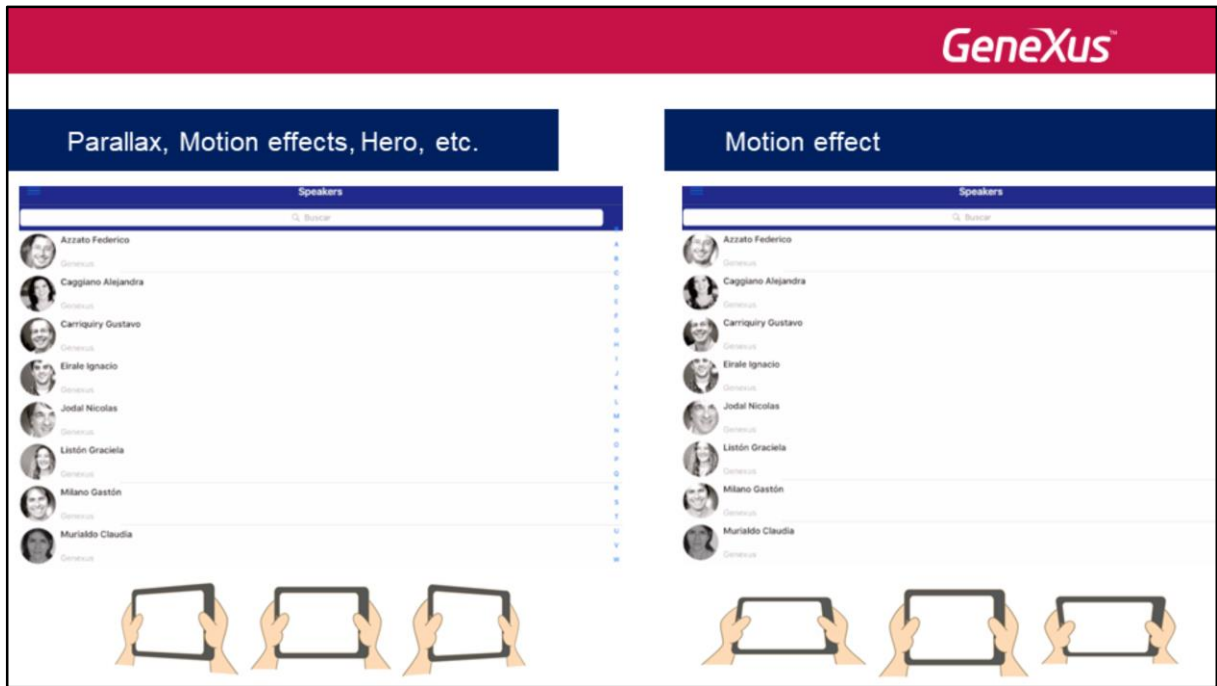 GeneXus™
Parallax, Motion effects, Hero, etc.
Speakers
Buscar
Azzato Federico
Genexus
Caggiano Alejandra
Genexus
Carriquiry Gustavo
Genexus
Eirale Ignacio
Genexus
Jodal Nicolas
Genexus
Listón Graciela
Genexus
Milano Gastón
Genexus
Murialdo Claudia
Genexus
A
B
C
D
E
F
G
H
I
J
K
L
M
N
O
P
Q
R
S
T
U
V
W
Motion effect
Speakers
Buscar
Azzato Federico
Genexus
Caggiano Alejandra
Genexus
Carriquiry Gustavo
Genexus
Eirale Ignacio
Genexus
Jodal Nicolas
Genexus
Listón Graciela
Genexus
Milano Gastón
Genexus
Murialdo Claudia
Genexus